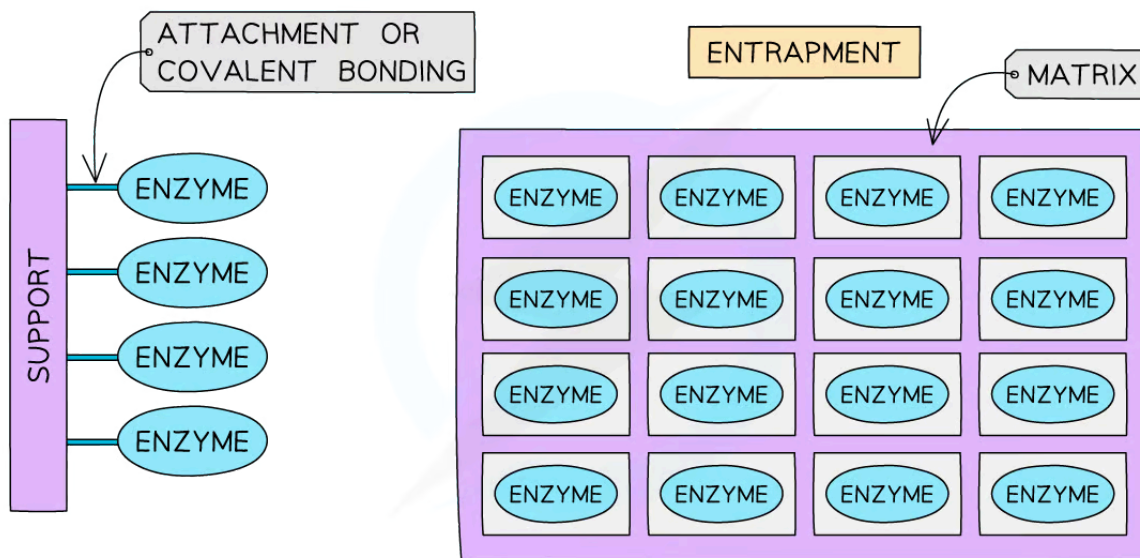 ATTACHMENT OR
COVALENT BONDING
SUPPORT
ENZYME
ENZYME
ENZYME
ENZYME
ENTRAPMENT
MATRIX
ENZYME ENZYME ENZYME ENZYME
ENZYME ENZYME ENZYME ENZYME
ENZYME ENZYME ENZYME ENZYME
ENZYME ENZYME ENZYME ENZYME